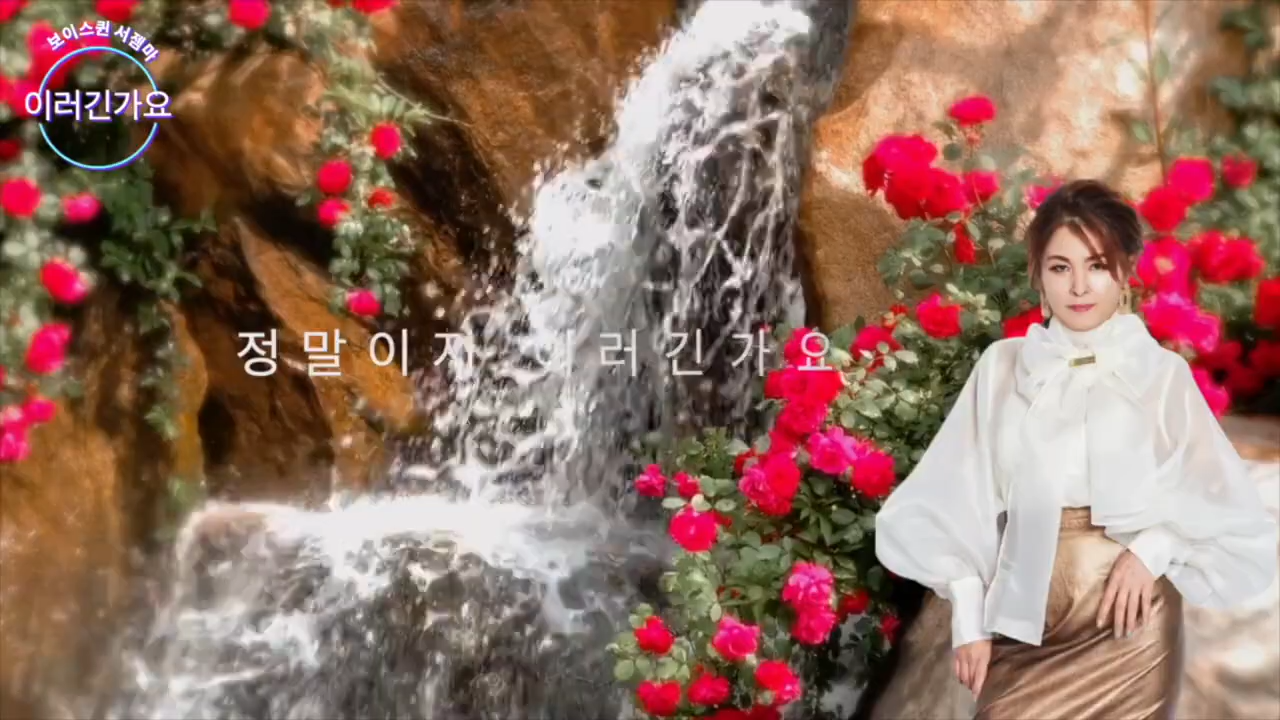 보이스퀸 서젬마
이러긴가요
정말이지 이러긴가요